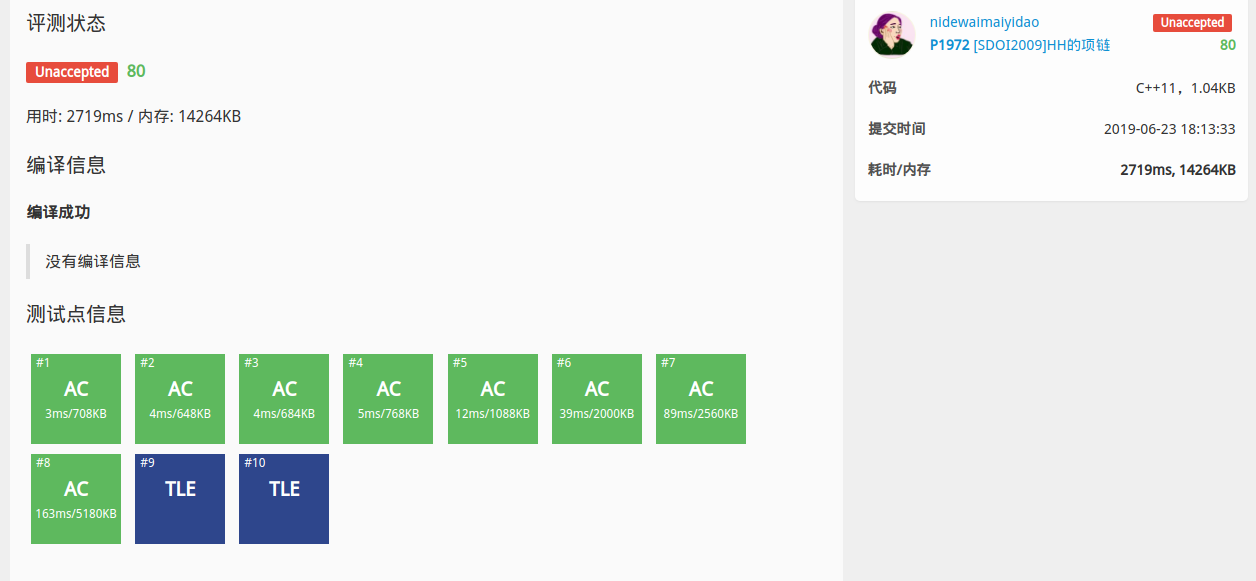 评测状态
Unaccepted 80
用时: 2719ms / 内存: 14264KB
编译信息
编译成功
没有编译信息
测试点信息
#1
AC
3ms/708KB
#2
AC
4ms/648KB
#3
AC
4ms/684KB
#4
AC
5ms/768KB
#5
AC
12ms/1088KB
#6
AC
39ms/2000KB
#7
AC
89ms/2560KB
#8
AC
163ms/5180KB
#9
TLE
#10
TLE
nidewaimaiyidao Unaccepted
P1972 [SDOI2009]HH的项链 80
代码 C++11，1.04KB
提交时间 2019-06-23 18:13:33
耗时/内存 2719ms, 14264KB